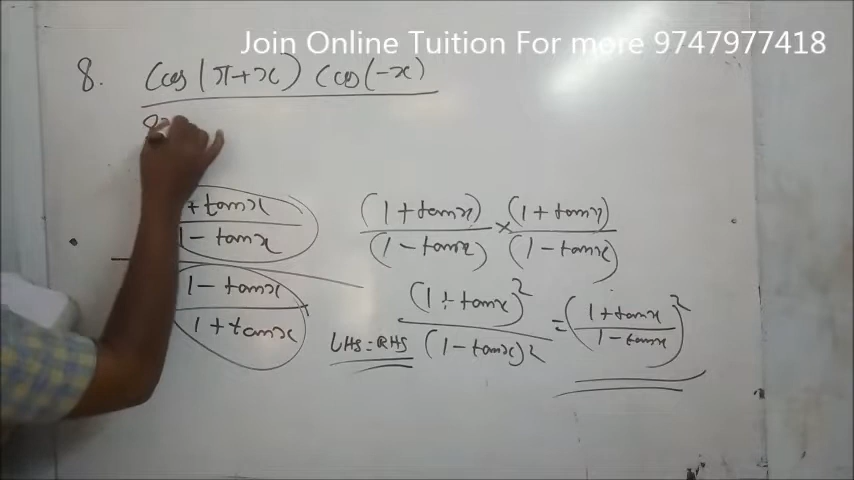 Join Online Tuition For more 9747977418
8. Cos(π+x) Cos(-x)
+ tanx
1 - tanx
1 - tanx
1 + tanx
(1+tanx) × (1+tanx)
(1-tanx) (1-tanx)
(1+tanx)²
(1-tanx)²
= (1+tanx
1-tanx)²
LHS=RHS